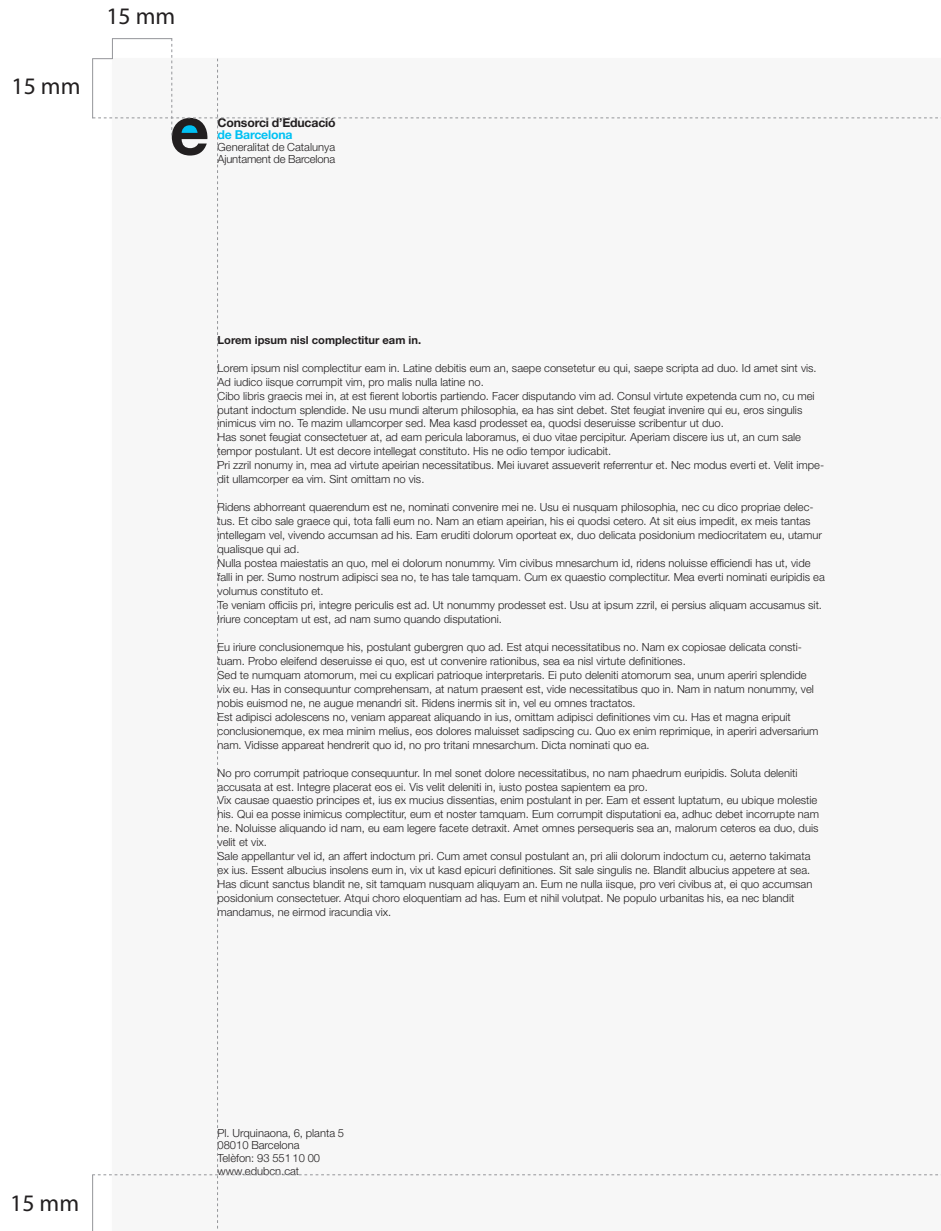 15 mm
15 mm
e
Consorci d'Educació
de Barcelona
Generalitat de Catalunya
Ajuntament de Barcelona
Lorem ipsum nisl complectitur eam in.
Lorem ipsum nisl complectitur eam in. Latine debitis eum an, saepe consetetur eu qui, saepe scripta ad duo. Id amet sint vis.
Ad iudico iisque corrumpit vim, pro malis nulla latine no.
Cibo libris graecis mei in, at est fierent lobortis partiendo. Facer disputando vim ad. Consul virtute expetenda cum no, cu mei
putant indoctum splendide. Ne usu mundi alterum philosophia, ea has sint debet. Stet feugiat invenire qui eu, eros singulis
inimicus vim no. Te mazim ullamcorper sed. Mea kasd prodesset ea, quodsi deseruisse scribentur ut duo.
Has sonet feugiat consectetuer at, ad eam pericula laboramus, ei duo vitae percipitur. Aperiam discere ius ut, an cum sale
tempor postulant. Ut est decore intellegat constituto. His ne odio tempor iudicabit.
Pri zzril nonumy in, mea ad virtute apeirian necessitatibus. Mei iuvaret assueverit referrentur et. Nec modus everti et. Velit impe-
dit ullamcorper ea vim. Sint omittam no vis.
Ridens abhorreant quaerendum est ne, nominati convenire mei ne. Usu ei nusquam philosophia, nec cu dico propriae delec-
tus. Et cibo sale graece qui, tota falli eum no. Nam an etiam apeirian, his ei quodsi cetero. At sit eius impedit, ex meis tantas
intellegam vel, vivendo accumsan ad his. Eam eruditi dolorum oporteat ex, duo delicata posidonium mediocritatem eu, utamur
qualisque qui ad.
Nulla postea maiestatis an quo, mel ei dolorum nonummy. Vim civibus mnesarchum id, ridens noluisse efficiendi has ut, vide
falli in per. Sumo nostrum adipisci sea no, te has tale tamquam. Cum ex quaestio complectitur. Mea everti nominati euripidis ea
volumus constituto et.
Te veniam officiis pri, integre periculis est ad. Ut nonummy prodesset est. Usu at ipsum zzril, ei persius aliquam accusamus sit.
Iriure conceptam ut est, ad nam sumo quando disputationi.
Eu iriure conclusionemque his, postulant gubergren quo ad. Est atqui necessitatibus no. Nam ex copiosae delicata consti-
tuam. Probo eleifend deseruisse ei quo, est ut convenire rationibus, sea ea nisl virtute definitiones.
Sed te numquam atomorum, mei cu explicari patrioque interpretaris. Ei puto deleniti atomorum sea, unum aperiri splendide
vix eu. Has in consequuntur comprehensam, at natum praesent est, vide necessitatibus quo in. Nam in natum nonummy, vel
nobis euismod ne, ne augue menandri sit. Ridens inermis sit in, vel eu omnes tractatos.
Est adipisci adolescens no, veniam appareat aliquando in ius, omittam adipisci definitiones vim cu. Has et magna eripuit
conclusionemque, ex mea minim melius, eos dolores maluisset sadipscing cu. Quo ex enim reprimique, in aperiri adversarium
nam. Vidisse appareat hendrerit quo id, no pro tritani mnesarchum. Dicta nominati quo ea.
No pro corrumpit patrioque consequuntur. In mel sonet dolore necessitatibus, no nam phaedrum euripidis. Soluta deleniti
accusata at est. Integre placerat eos ei. Vis velit deleniti in, iusto postea sapientem ea pro.
Vix causae quaestio principes et, ius ex mucius dissentias, enim postulant in per. Eam et essent luptatum, eu ubique molestie
his. Qui ea posse inimicus complectitur, eum et noster tamquam. Eum corrumpit disputationi ea, adhuc debet incorrupte nam
ne. Noluisse aliquando id nam, eu eam legere facete detraxit. Amet omnes persequeris sea an, malorum ceteros ea duo, duis
velit et vix.
Sale appellantur vel id, an affert indoctum pri. Cum amet consul postulant an, pri alii dolorum indoctum cu, aeterno takimata
ex ius. Essent albucius insolens eum in, vix ut kasd epicuri definitiones. Sit sale singulis ne. Blandit albucius appetere at sea.
Has dicunt sanctus blandit ne, sit tamquam nusquam aliquyam an. Eum ne nulla iisque, pro veri civibus at, ei quo accumsan
posidonium consectetuer. Atqui choro eloquentiam ad has. Eum et nihil volutpat. Ne populo urbanitas his, ea nec blandit
mandamus, ne eirmod iracundia vix.
Pl. Urquinaona, 6, planta 5
08010 Barcelona
Telèfon: 93 551 10 00
www.edubcn.cat
15 mm